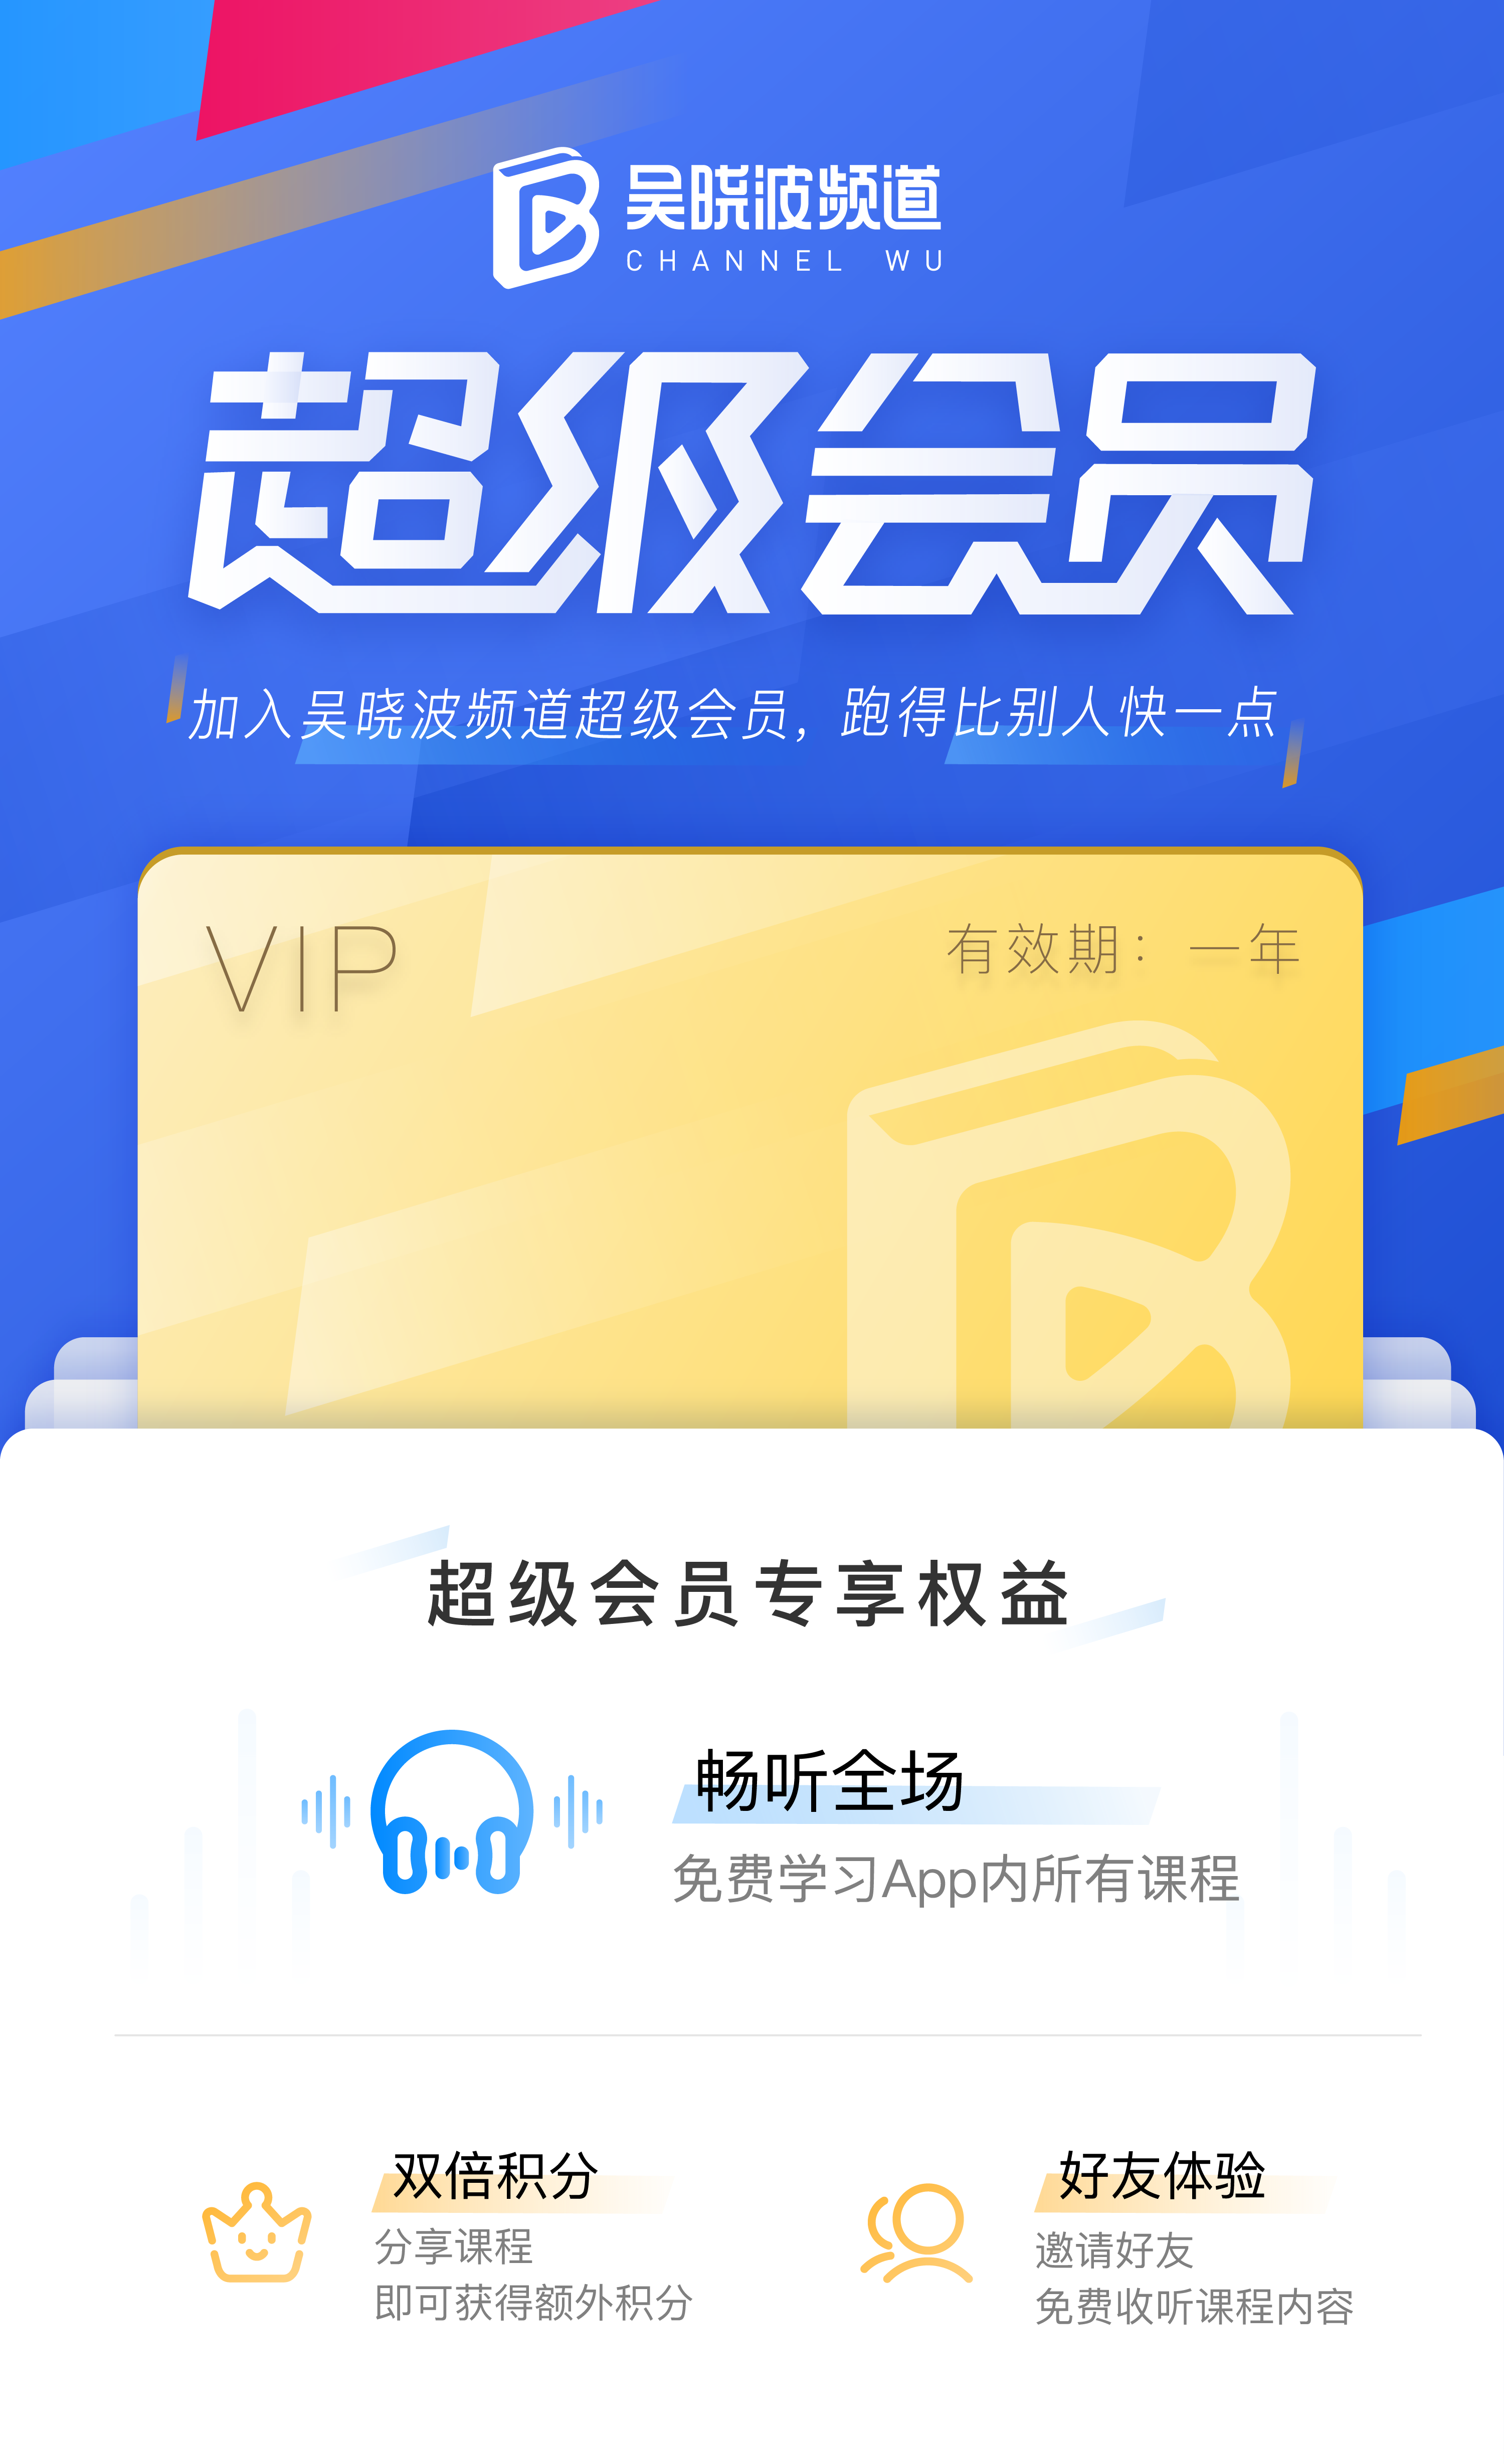 吴晓波频道
CHANNEL WU
超级会员
加入吴晓波频道超级会员，跑得比别人快一点
VIP
有效期：一年
超级会员专享权益
畅听全场
免费学习App内所有课程
双倍积分
分享课程
即可获得额外积分
好友体验
邀请好友
免费收听课程内容